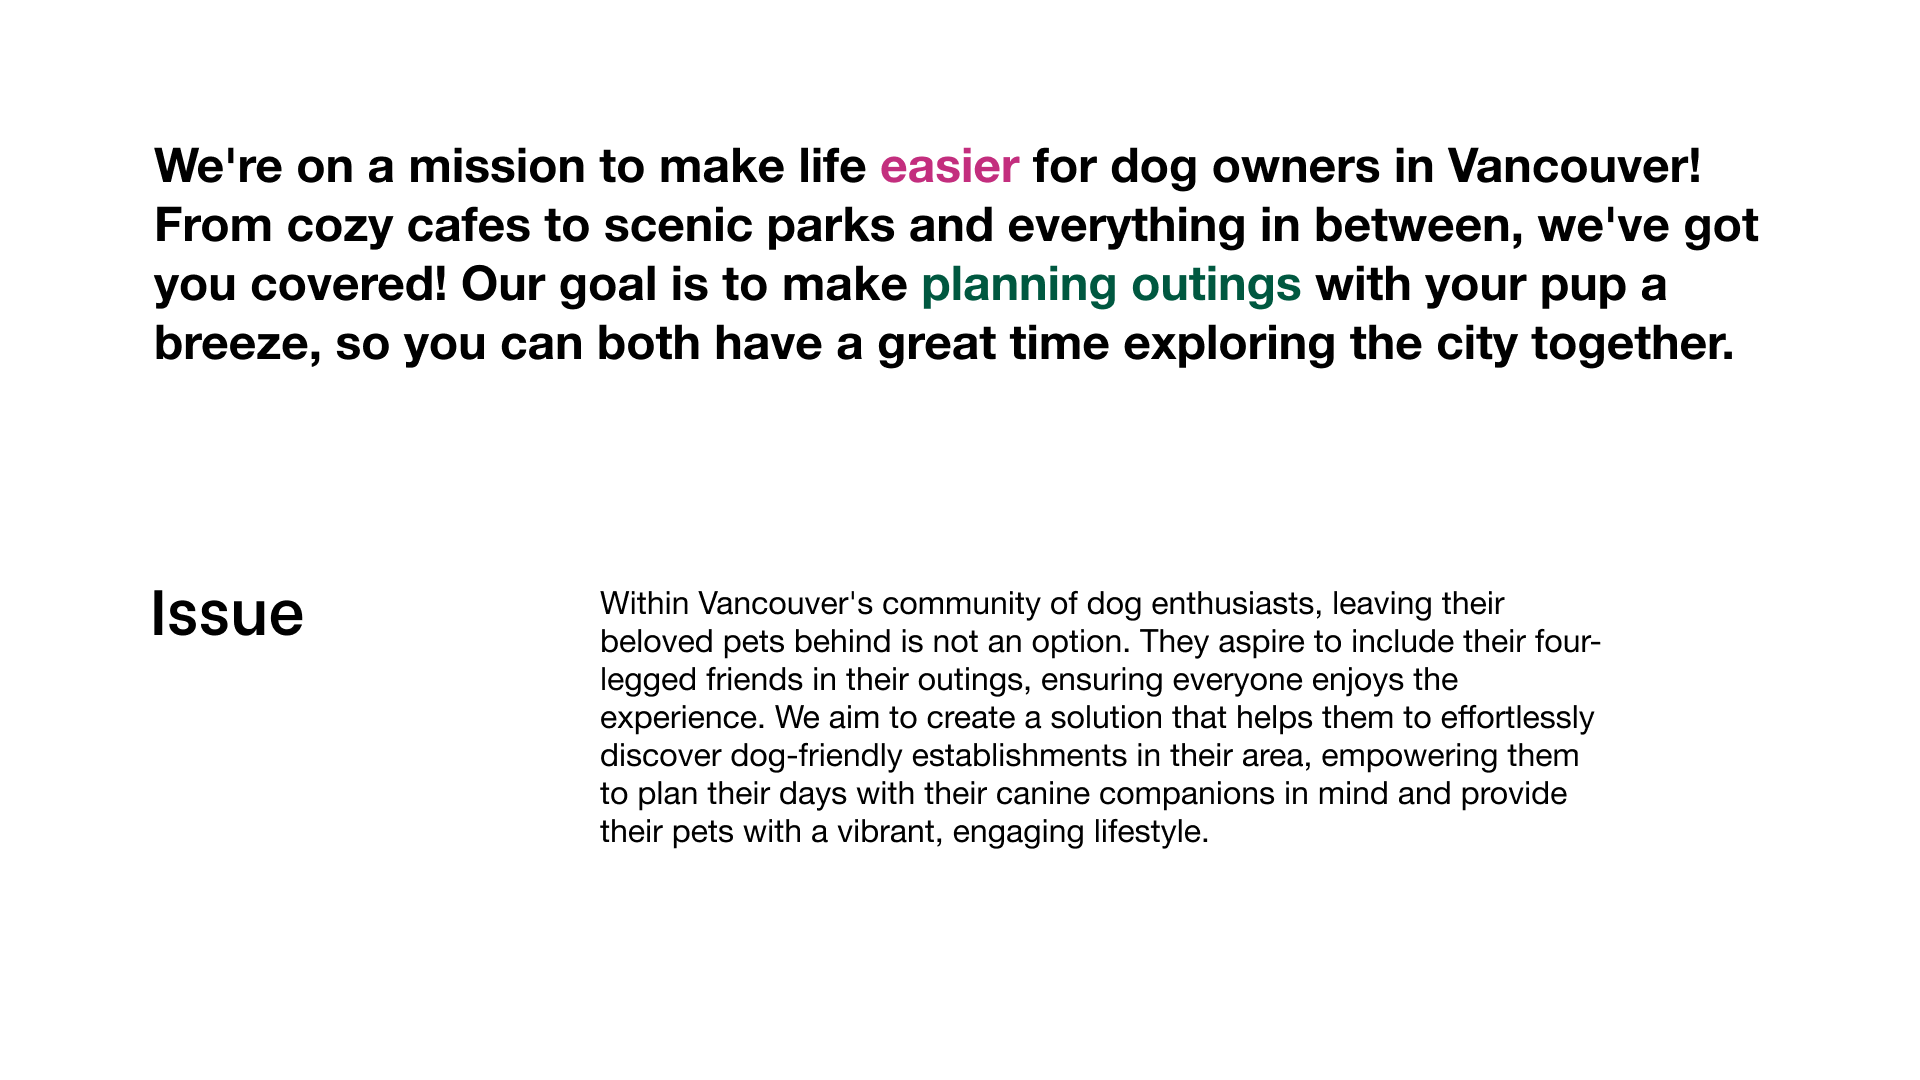 We're on a mission to make life easier for dog owners in Vancouver!
From cozy cafes to scenic parks and everything in between, we've got
you covered! Our goal is to make planning outings with your pup a
breeze, so you can both have a great time exploring the city together.
Issue
Within Vancouver's community of dog enthusiasts, leaving their
beloved pets behind is not an option. They aspire to include their four-
legged friends in their outings, ensuring everyone enjoys the
experience. We aim to create a solution that helps them to effortlessly
discover dog-friendly establishments in their area, empowering them
to plan their days with their canine companions in mind and provide
their pets with a vibrant, engaging lifestyle.